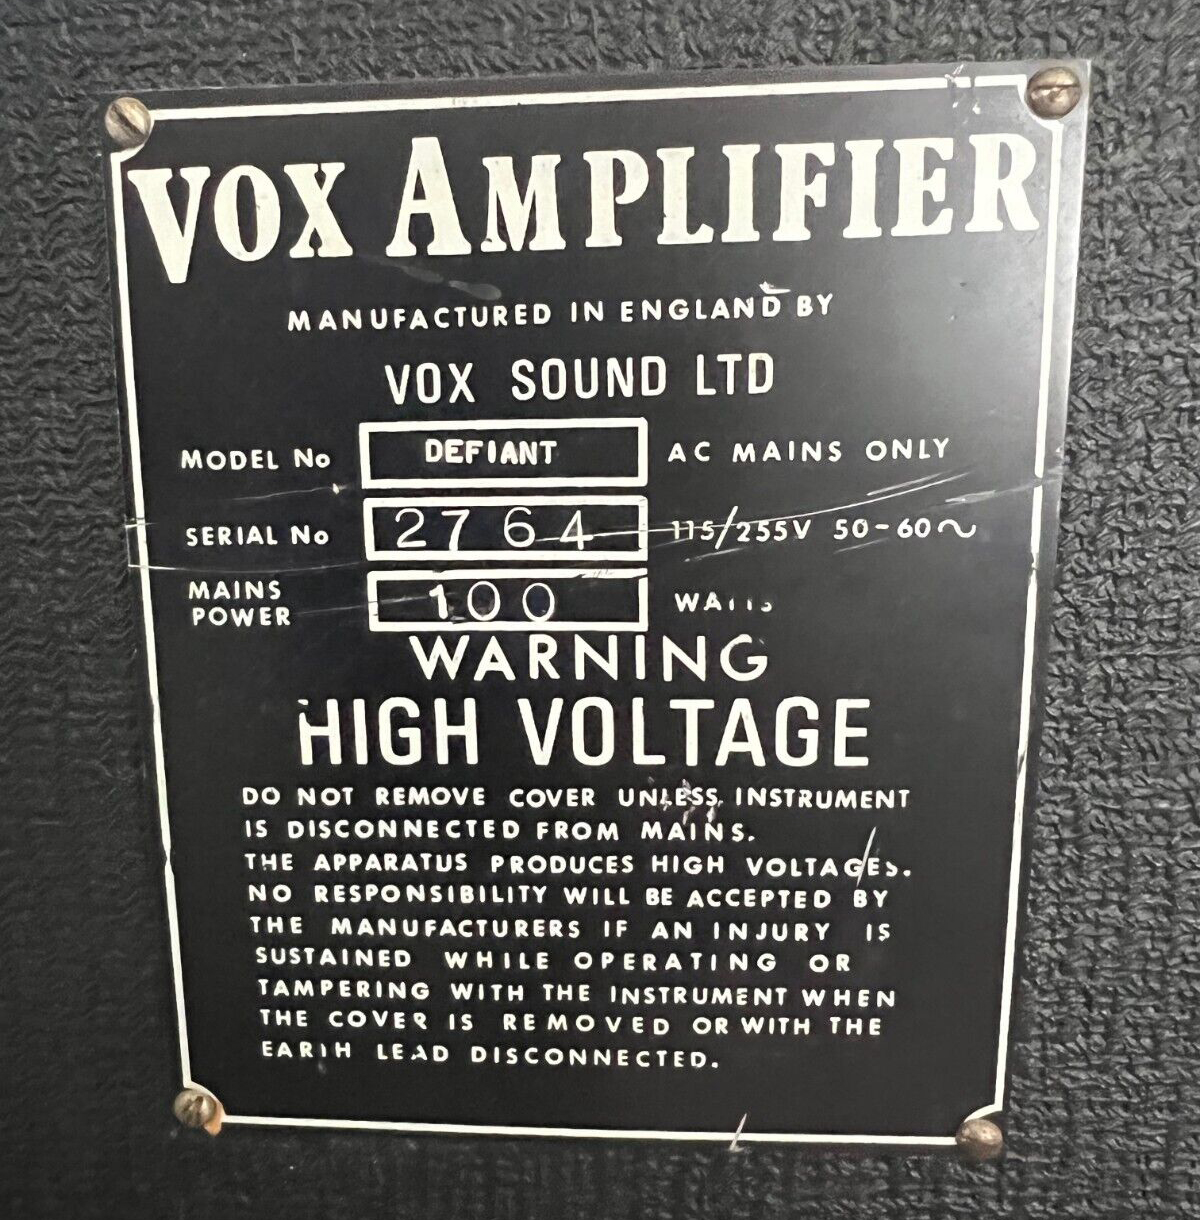 VOX AMPLIFIER
MANUFACTURED IN ENGLAND BY
VOX SOUND LTD
MODEL No DEFIANT AC MAINS ONLY
SERIAL No 2764 115/255V 50-60~
MAINS
POWER 100 WATTS
WARNING
HIGH VOLTAGE
DO NOT REMOVE COVER UNLESS INSTRUMENT
IS DISCONNECTED FROM MAINS.
THE APPARATUS PRODUCES HIGH VOLTAGES.
NO RESPONSIBILITY WILL BE ACCEPTED BY
THE MANUFACTURERS IF AN INJURY IS
SUSTAINED WHILE OPERATING OR
TAMPERING WITH THE INSTRUMENT WHEN
THE COVER IS REMOVED OR WITH THE
EARTH LEAD DISCONNECTED.